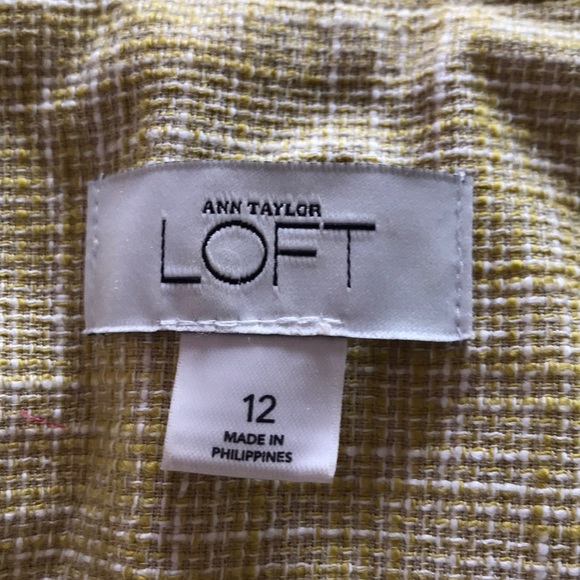 ANN TAYLOR
LOFT
12
MADE IN
PHILIPPINES